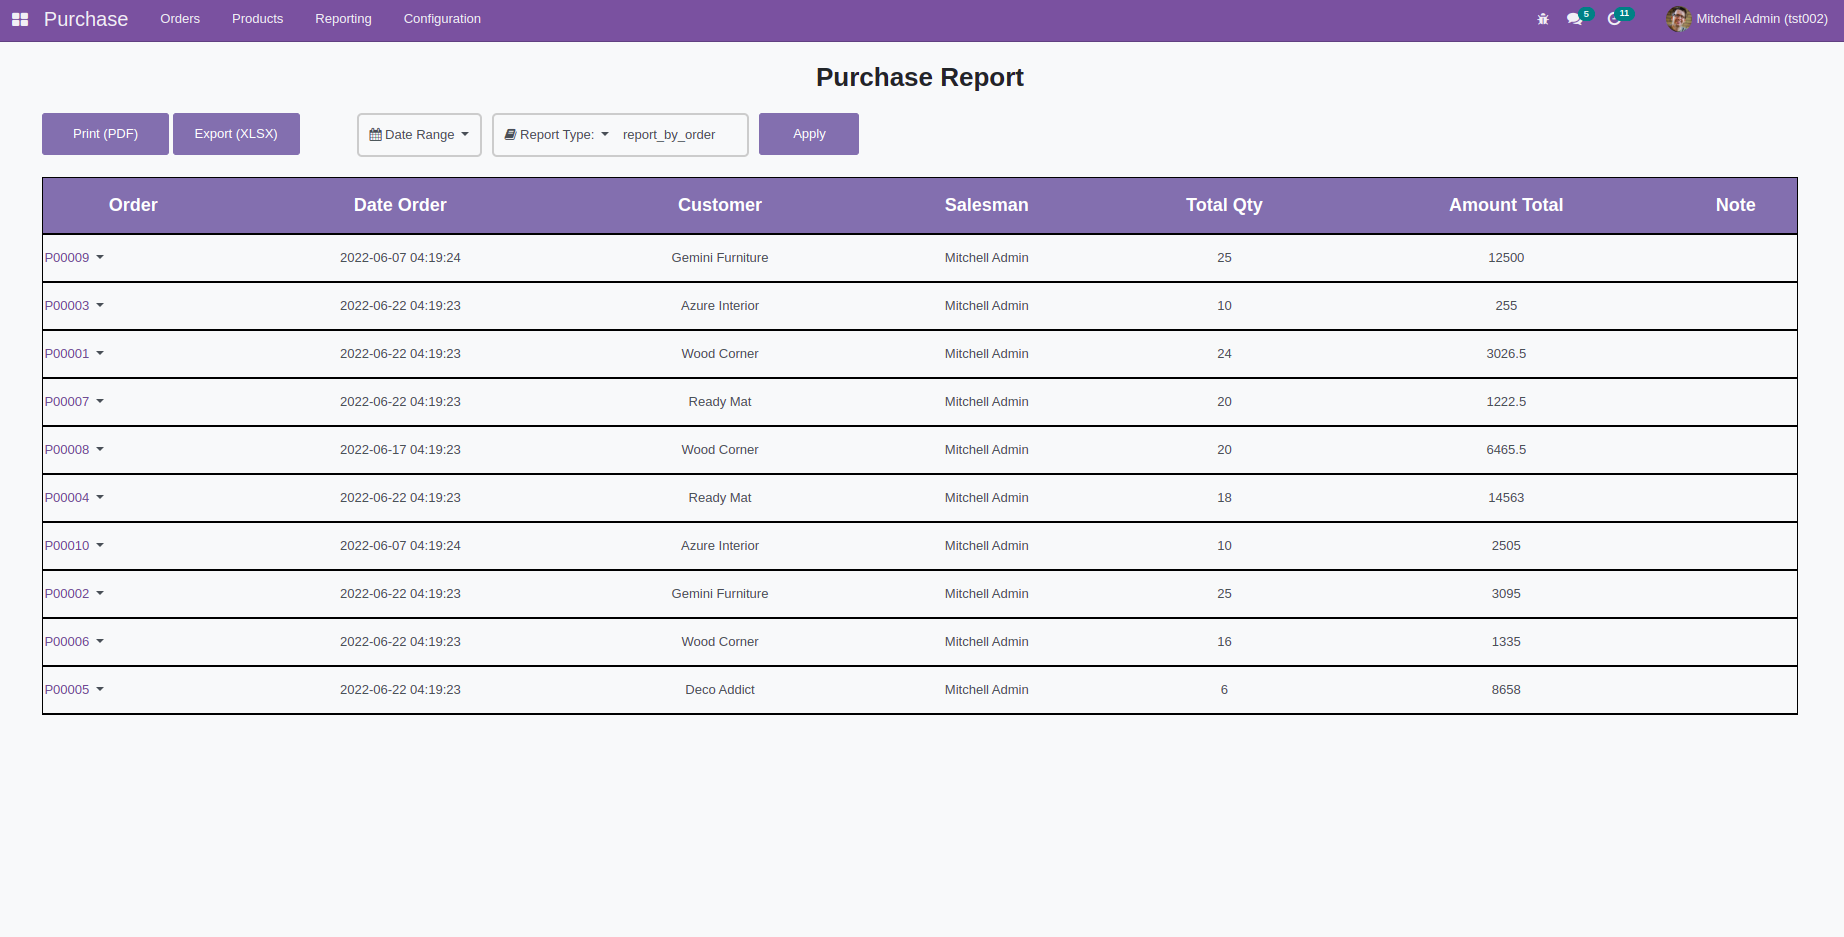 Purchase Orders Products Reporting Configuration 5 11 Mitchell Admin (tst002)
Purchase Report
Print (PDF) Export (XLSX) Date Range Report Type: report_by_order Apply
Order Date Order Customer Salesman Total Qty Amount Total Note
P00009 2022-06-07 04:19:24 Gemini Furniture Mitchell Admin 25 12500
P00003 2022-06-22 04:19:23 Azure Interior Mitchell Admin 10 255
P00001 2022-06-22 04:19:23 Wood Corner Mitchell Admin 24 3026.5
P00007 2022-06-22 04:19:23 Ready Mat Mitchell Admin 20 1222.5
P00008 2022-06-17 04:19:23 Wood Corner Mitchell Admin 20 6465.5
P00004 2022-06-22 04:19:23 Ready Mat Mitchell Admin 18 14563
P00010 2022-06-07 04:19:24 Azure Interior Mitchell Admin 10 2505
P00002 2022-06-22 04:19:23 Gemini Furniture Mitchell Admin 25 3095
P00006 2022-06-22 04:19:23 Wood Corner Mitchell Admin 16 1335
P00005 2022-06-22 04:19:23 Deco Addict Mitchell Admin 6 8658